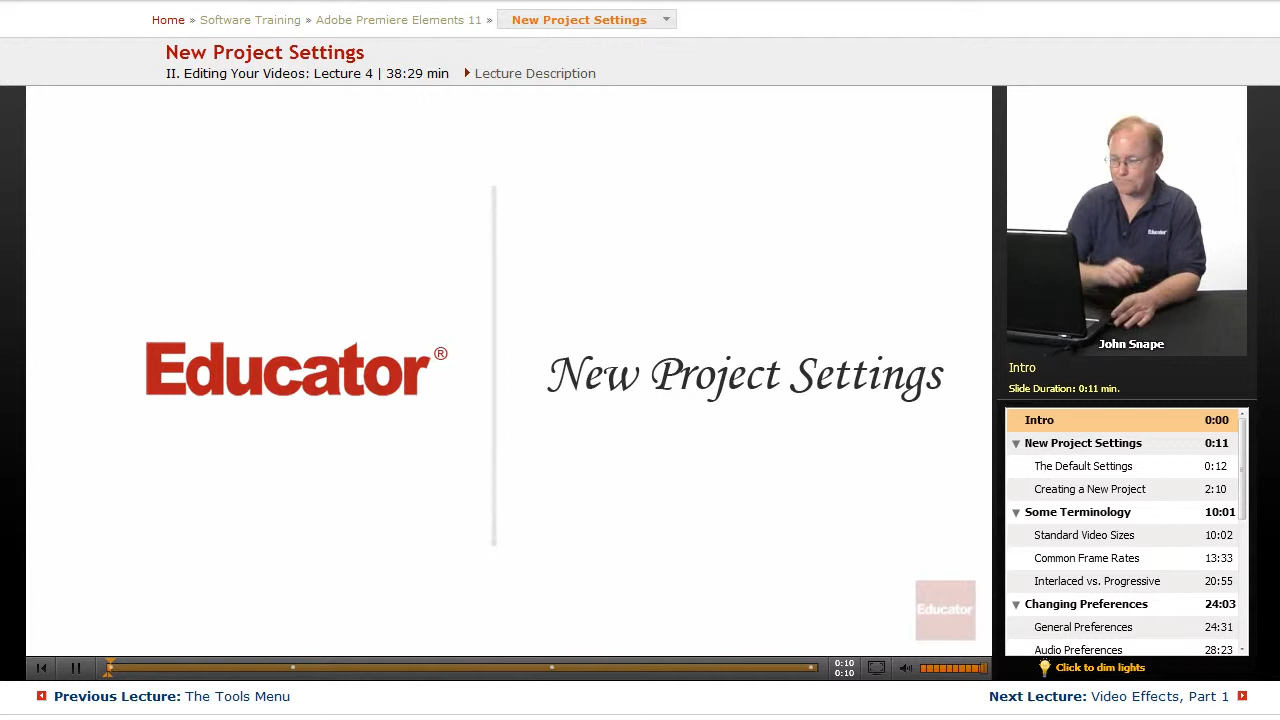 Home » Software Training » Adobe Premiere Elements 11 » New Project Settings
New Project Settings
II. Editing Your Videos: Lecture 4 | 38:29 min Lecture Description
Educator®
New Project Settings
Educator
Educator
John Snape
Intro
Slide Duration: 0:11 min.
Intro 0:00
New Project Settings 0:11
The Default Settings 0:12
Creating a New Project 2:10
Some Terminology 10:01
Standard Video Sizes 10:02
Common Frame Rates 13:33
Interlaced vs. Progressive 20:55
Changing Preferences 24:03
General Preferences 24:31
Audio Preferences 28:23
0:10
0:10
Click to dim lights
Previous Lecture: The Tools Menu
Next Lecture: Video Effects, Part 1